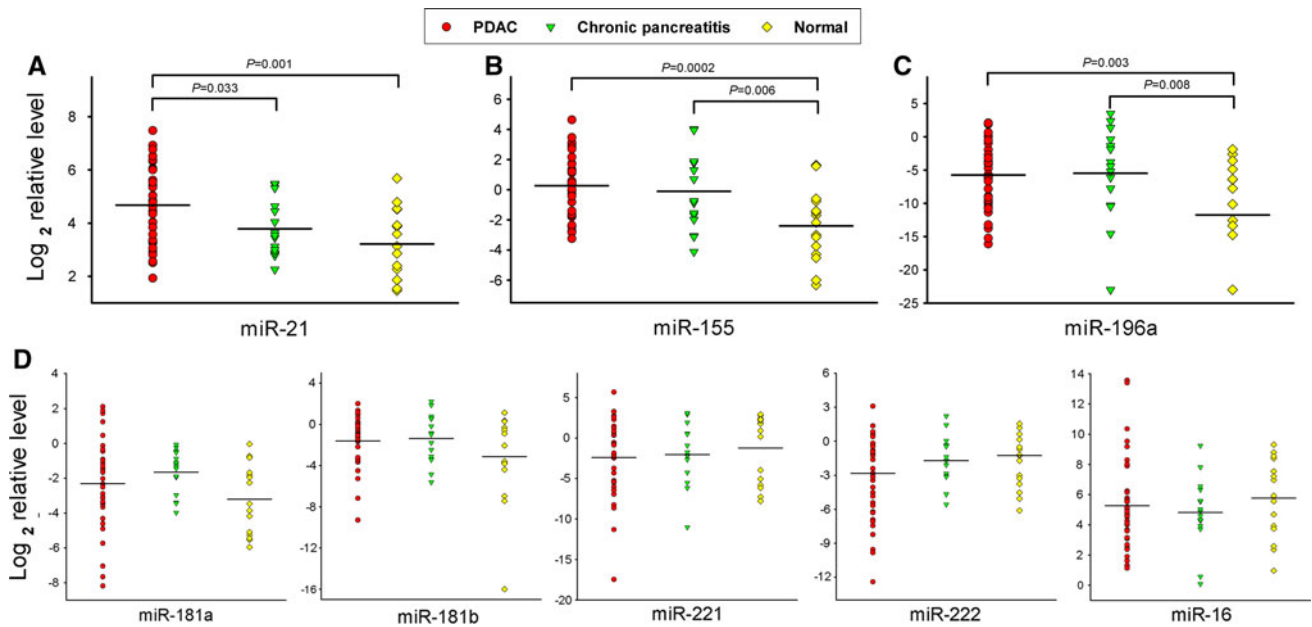 PDAC Chronic pancreatitis Normal
A
P=0.001
P=0.033
8
6
4
2
Log 2 relative level
miR-21
B
P=0.0002
P=0.006
6
4
2
0
-2
-4
-6
miR-155
C
P=0.003
P=0.008
5
0
-5
-10
-15
-20
-25
miR-196a
D
Log 2 relative level
4
2
0
-2
-4
-6
-8
miR-181a
4
0
-4
-8
-12
-16
miR-181b
5
0
-5
-10
-15
-20
miR-221
6
3
0
-3
-6
-9
-12
miR-222
14
12
10
8
6
4
2
0
miR-16